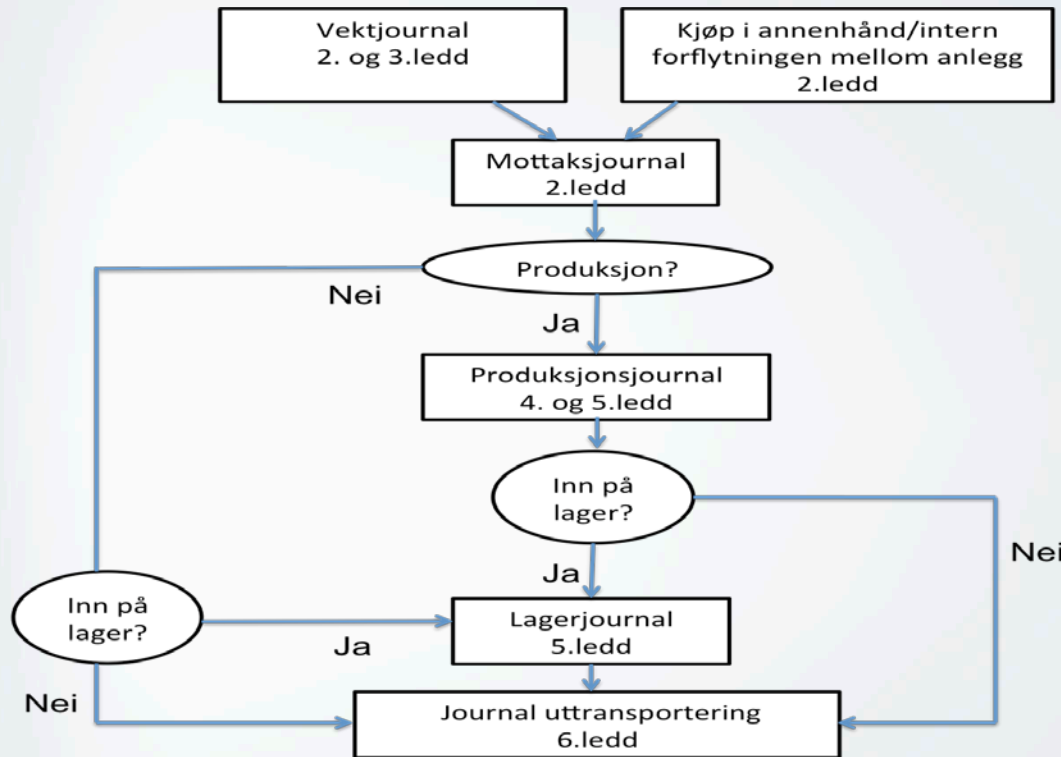 Vektjournal
2. og 3.ledd
Kjøp i annenhånd/intern
forflytningen mellom anlegg
2.ledd
Mottaksjournal
2.ledd
Produksjon?
Nei
Ja
Produksjonsjournal
4. og 5.ledd
Inn på
lager?
Nei
Ja
Inn på
lager?
Ja
Lagerjournal
5.ledd
Nei
Journal uttransportering
6.ledd